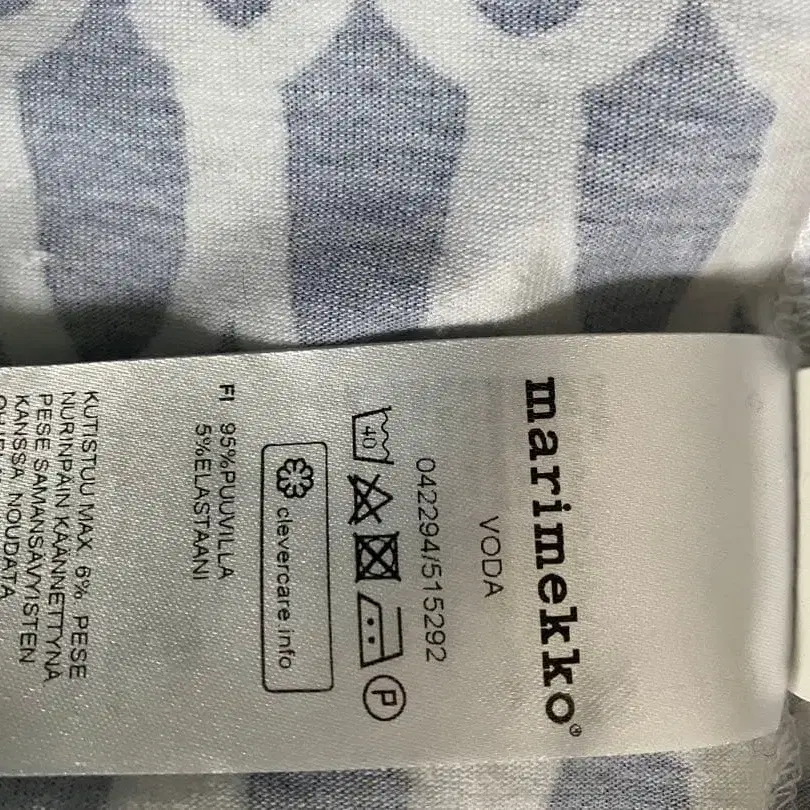 marimekko®
VODA
042294/515292
40
P
clevercare.info
FI 95%PUUVILLA
5%ELASTAANI
KUTISTUU MAX 6%. PESE
NURINPÄIN KÄÄNNETTYNÄ.
PESE SAMANSÄVYISTEN
KANSSA. NOUDATA